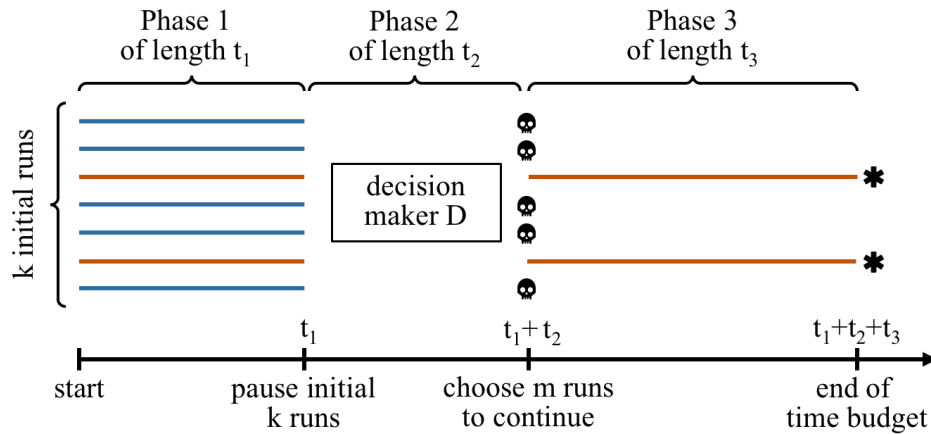 Phase 1
of length t₁
Phase 2
of length t₂
Phase 3
of length t₃
k initial runs
decision
maker D
t₁
t₁+ t₂
t₁+t₂+t₃
start
pause initial
k runs
choose m runs
to continue
end of
time budget